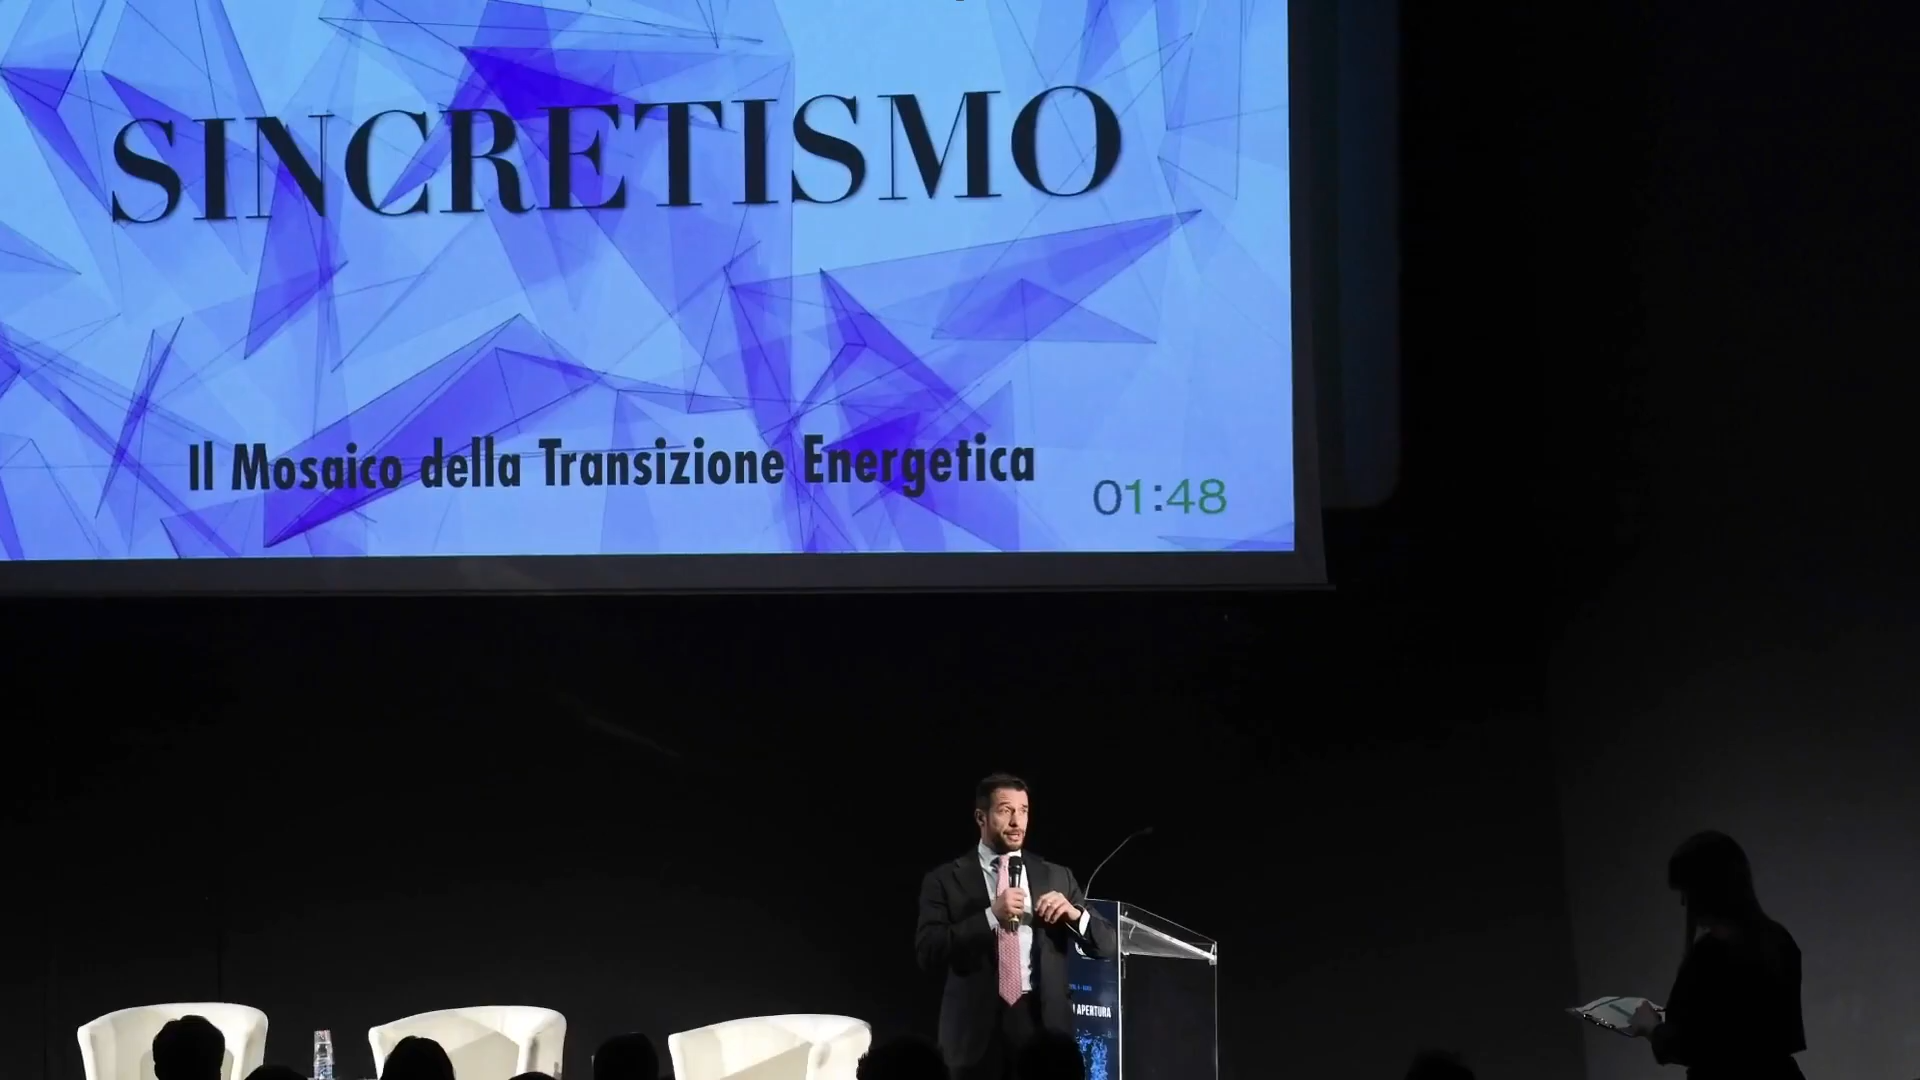 SINCRETISMO
Il Mosaico della Transizione Energetica
01:48
APERTURA